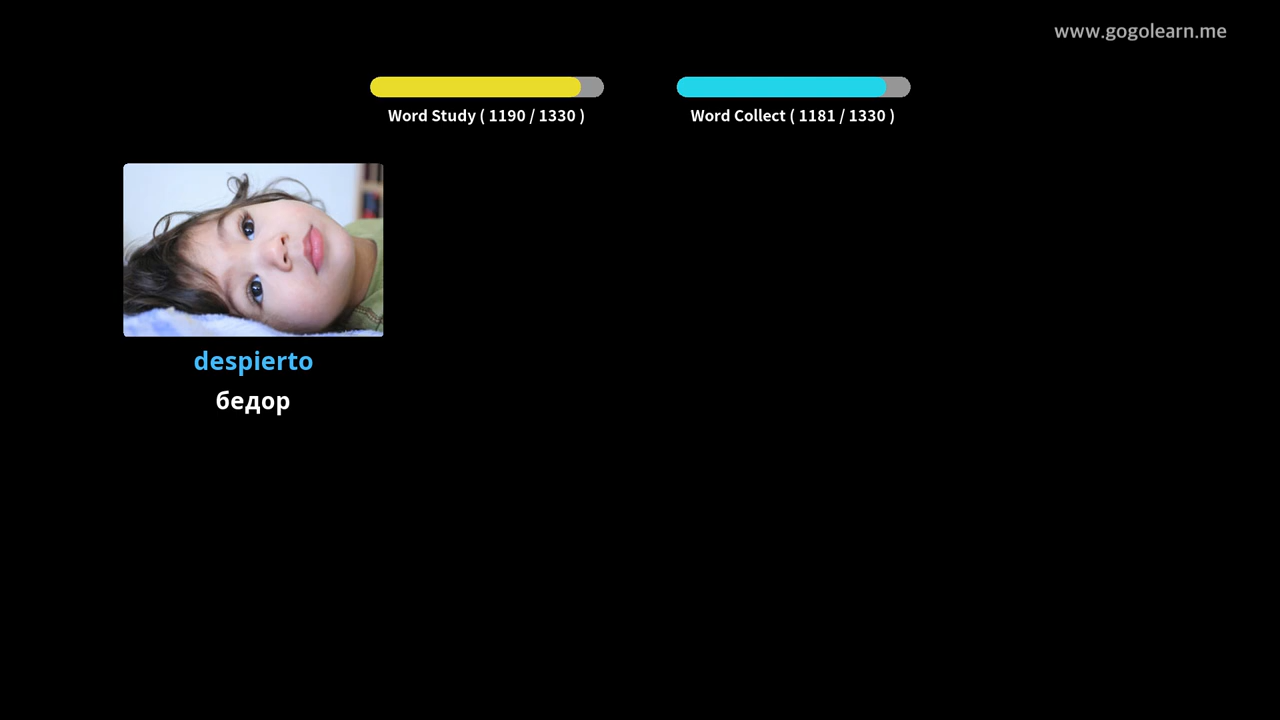 www.gogolearn.me
Word Study ( 1190 / 1330 )
Word Collect ( 1181 / 1330 )
despierto
бедор